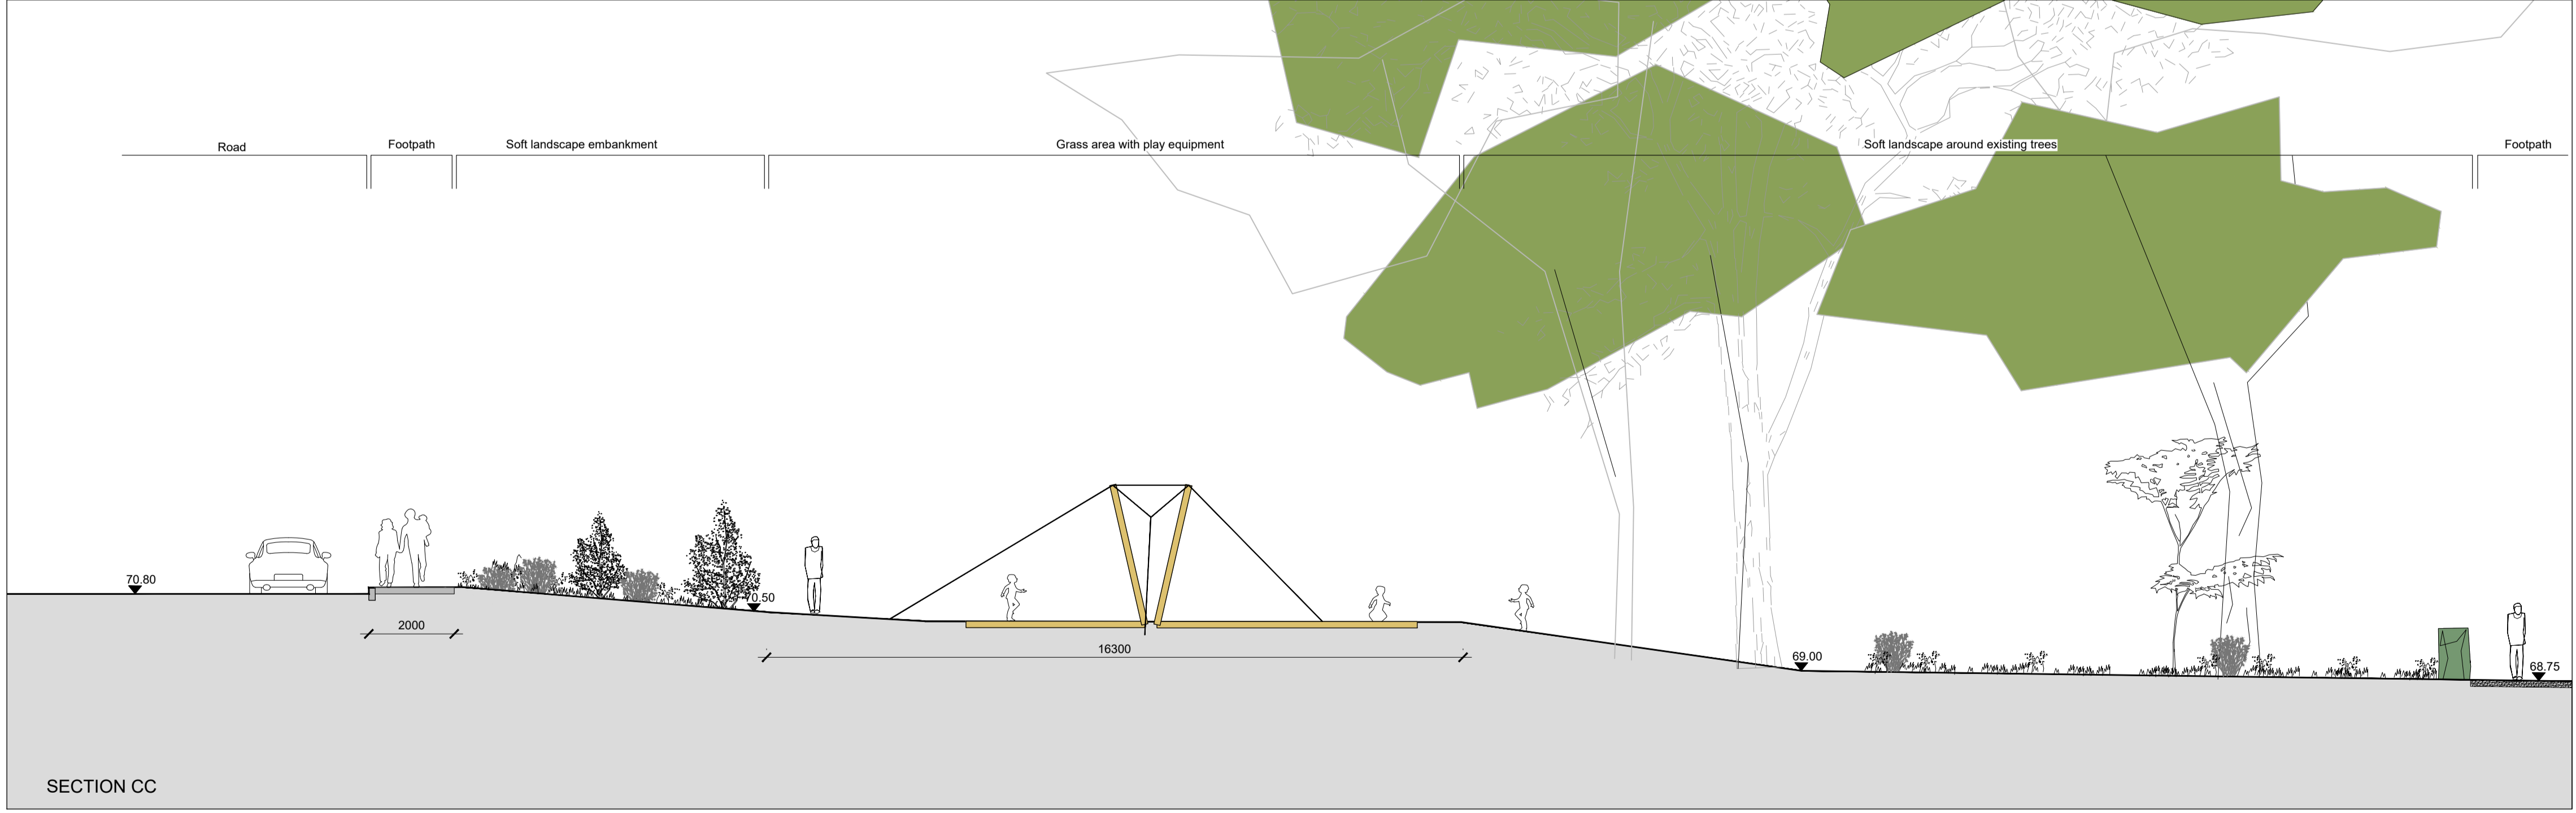 Road
Footpath
Soft landscape embankment
Grass area with play equipment
Soft landscape around existing trees
Footpath
70.80
70.50
2000
16300
69.00
68.75
SECTION CC